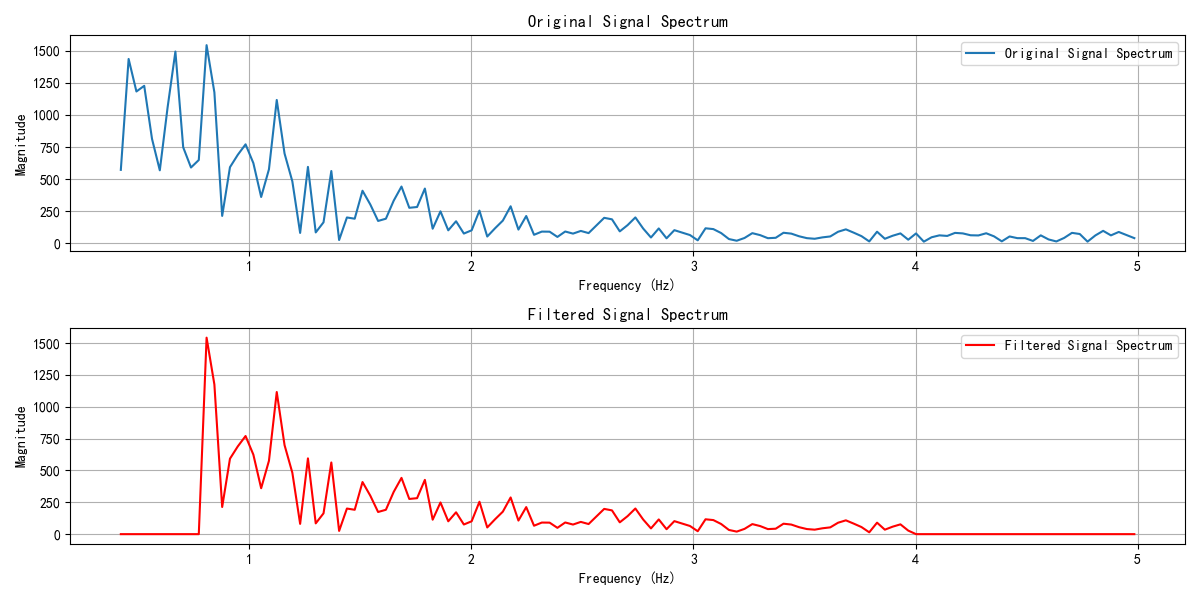 Original Signal Spectrum
Original Signal Spectrum
Magnitude
1500
1250
1000
750
500
250
0
1 2 3 4 5
Frequency (Hz)
Filtered Signal Spectrum
Filtered Signal Spectrum
Magnitude
1500
1250
1000
750
500
250
0
1 2 3 4 5
Frequency (Hz)